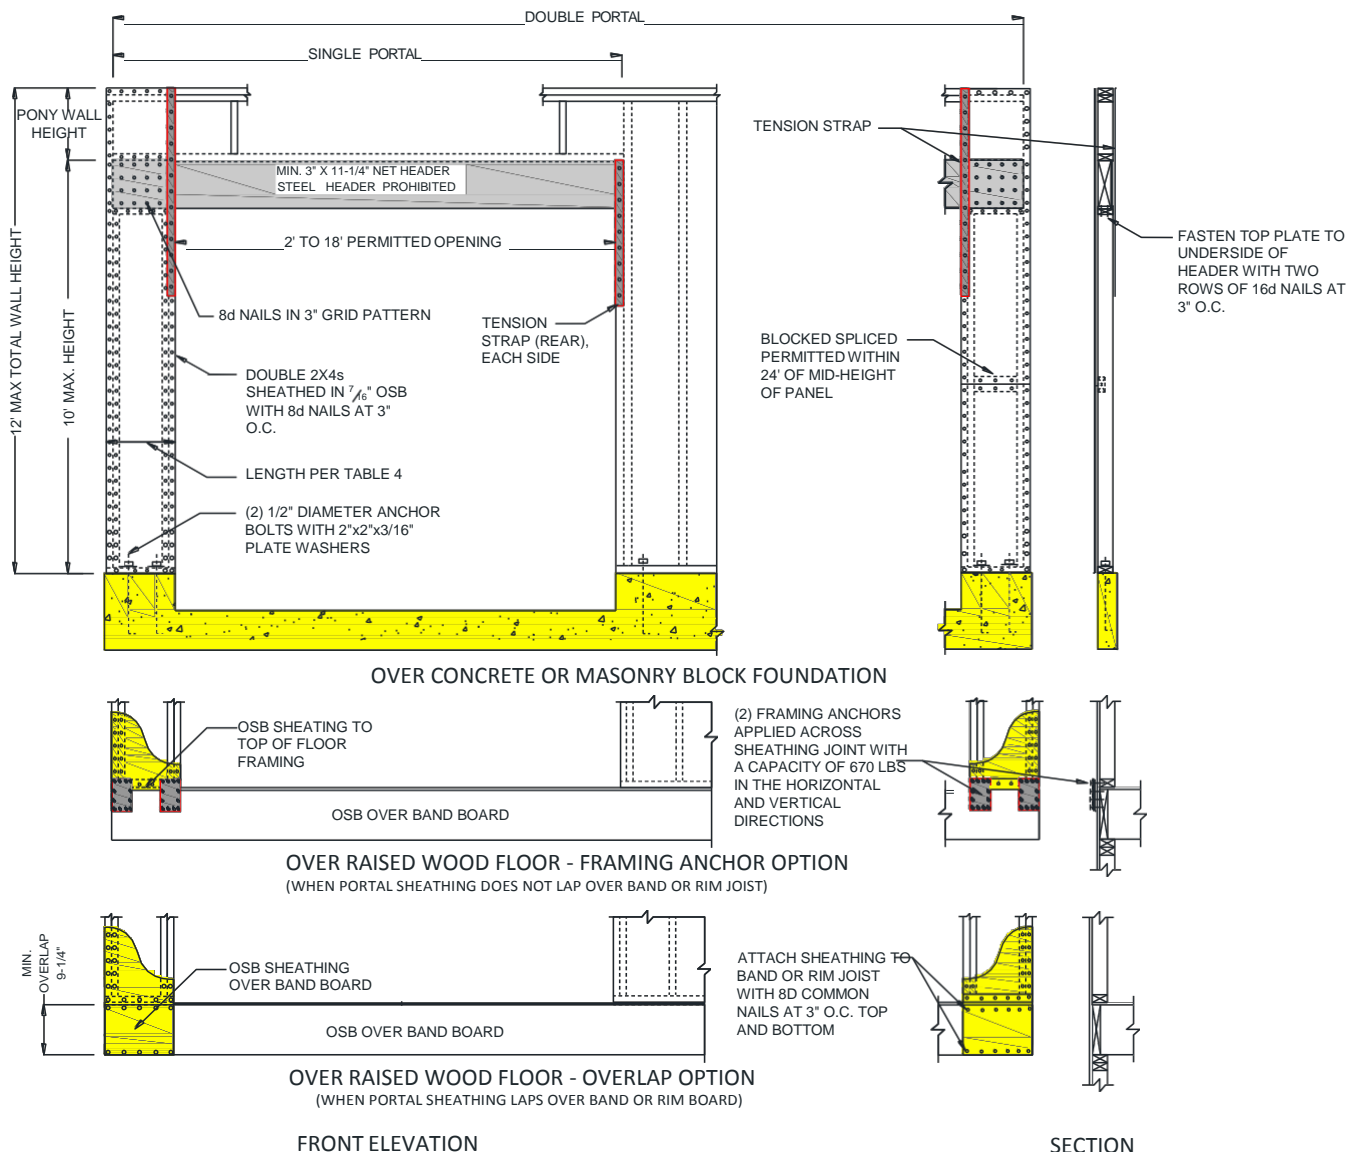 DOUBLE PORTAL
SINGLE PORTAL
PONY WALL
HEIGHT
12' MAX TOTAL WALL HEIGHT
10' MAX. HEIGHT
MIN. 3" X 11-1/4" NET HEADER
STEEL HEADER PROHIBITED
2' TO 18' PERMITTED OPENING
8d NAILS IN 3" GRID PATTERN
TENSION
STRAP (REAR),
EACH SIDE
DOUBLE 2X4s
SHEATHED IN 7/16" OSB
WITH 8d NAILS AT 3"
O.C.
LENGTH PER TABLE 4
(2) 1/2" DIAMETER ANCHOR
BOLTS WITH 2"x2"x3/16"
PLATE WASHERS
TENSION STRAP
FASTEN TOP PLATE TO
UNDERSIDE OF
HEADER WITH TWO
ROWS OF 16d NAILS AT
3" O.C.
BLOCKED SPLICED
PERMITTED WITHIN
24' OF MID-HEIGHT
OF PANEL
OVER CONCRETE OR MASONRY BLOCK FOUNDATION
OSB SHEATING TO
TOP OF FLOOR
FRAMING
OSB OVER BAND BOARD
(2) FRAMING ANCHORS
APPLIED ACROSS
SHEATHING JOINT WITH
A CAPACITY OF 670 LBS
IN THE HORIZONTAL
AND VERTICAL
DIRECTIONS
OVER RAISED WOOD FLOOR - FRAMING ANCHOR OPTION
(WHEN PORTAL SHEATHING DOES NOT LAP OVER BAND OR RIM JOIST)
MIN.
OVERLAP
9-1/4"
OSB SHEATHING
OVER BAND BOARD
OSB OVER BAND BOARD
ATTACH SHEATHING TO
BAND OR RIM JOIST
WITH 8D COMMON
NAILS AT 3" O.C. TOP
AND BOTTOM
OVER RAISED WOOD FLOOR - OVERLAP OPTION
(WHEN PORTAL SHEATHING LAPS OVER BAND OR RIM BOARD)
FRONT ELEVATION
SECTION